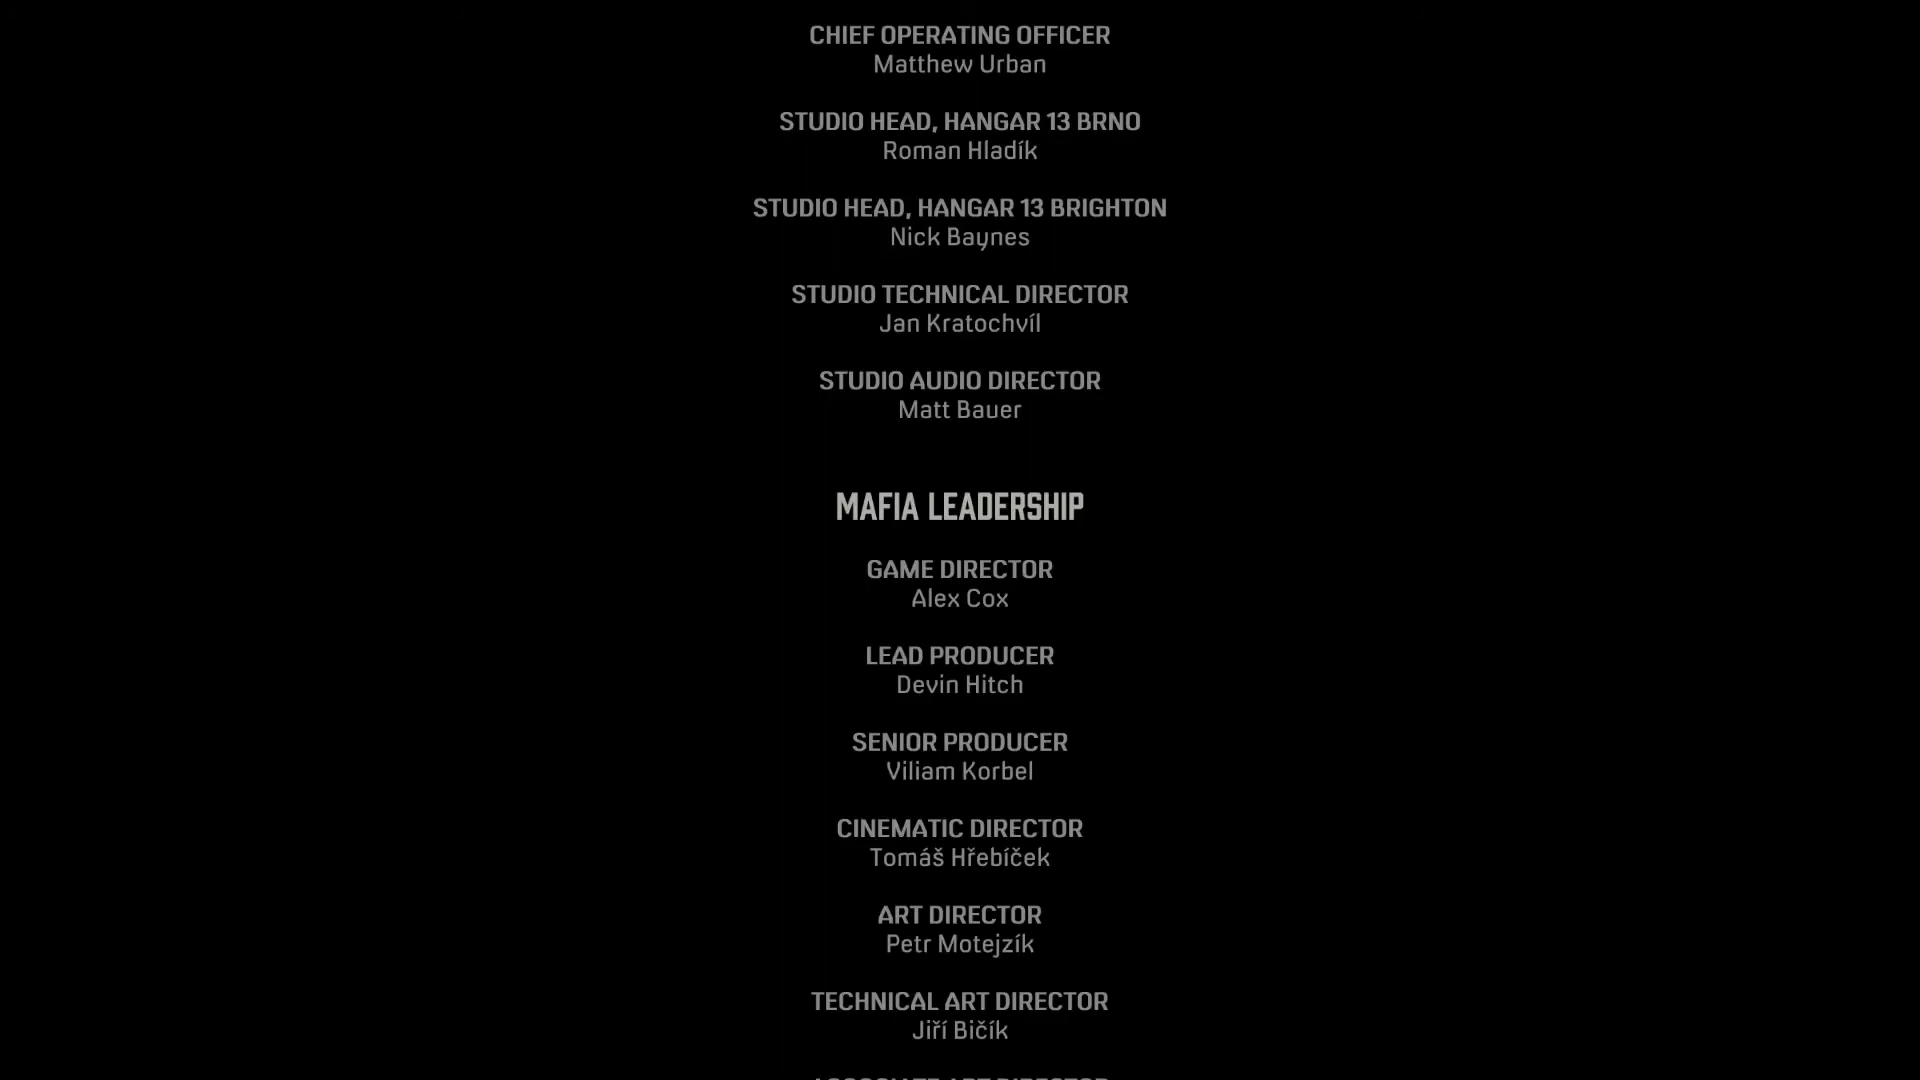 CHIEF OPERATING OFFICER
Matthew Urban
STUDIO HEAD, HANGAR 13 BRNO
Roman Hladík
STUDIO HEAD, HANGAR 13 BRIGHTON
Nick Baynes
STUDIO TECHNICAL DIRECTOR
Jan Kratochvíl
STUDIO AUDIO DIRECTOR
Matt Bauer
MAFIA LEADERSHIP
GAME DIRECTOR
Alex Cox
LEAD PRODUCER
Devin Hitch
SENIOR PRODUCER
Viliam Korbel
CINEMATIC DIRECTOR
Tomáš Hřebíček
ART DIRECTOR
Petr Motejzík
TECHNICAL ART DIRECTOR
Jiří Bičík